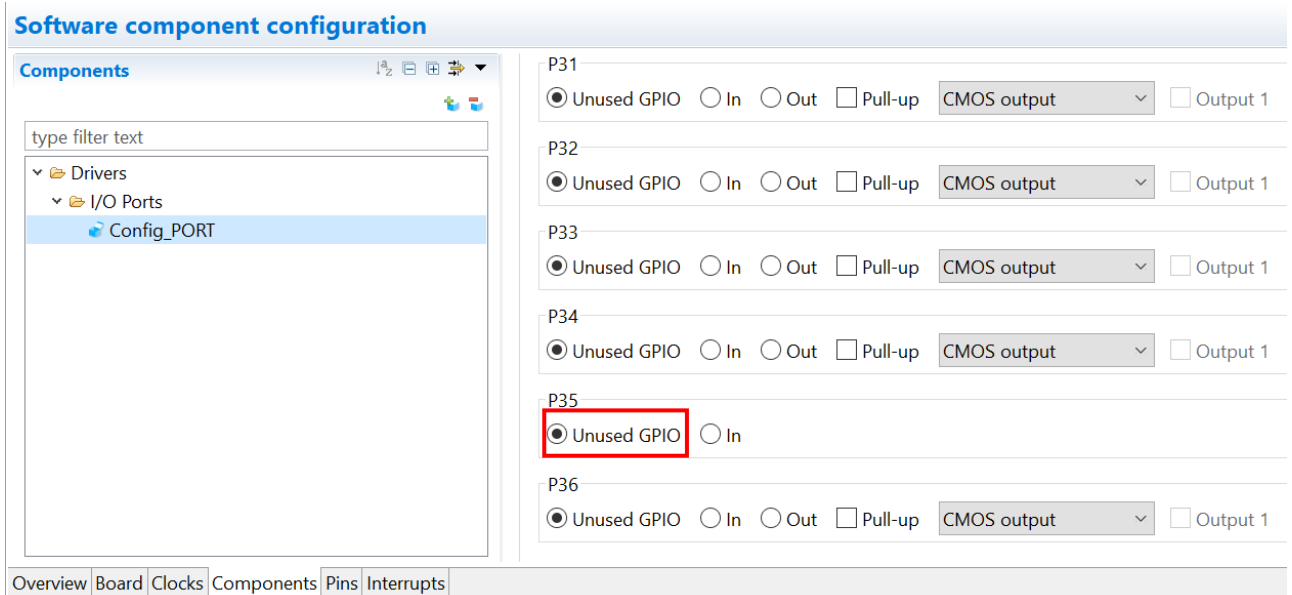 Software component configuration
Components
type filter text
Drivers
I/O Ports
Config_PORT
P31
Unused GPIO In Out Pull-up CMOS output Output 1
P32
Unused GPIO In Out Pull-up CMOS output Output 1
P33
Unused GPIO In Out Pull-up CMOS output Output 1
P34
Unused GPIO In Out Pull-up CMOS output Output 1
P35
Unused GPIO In
P36
Unused GPIO In Out Pull-up CMOS output Output 1
Overview Board Clocks Components Pins Interrupts